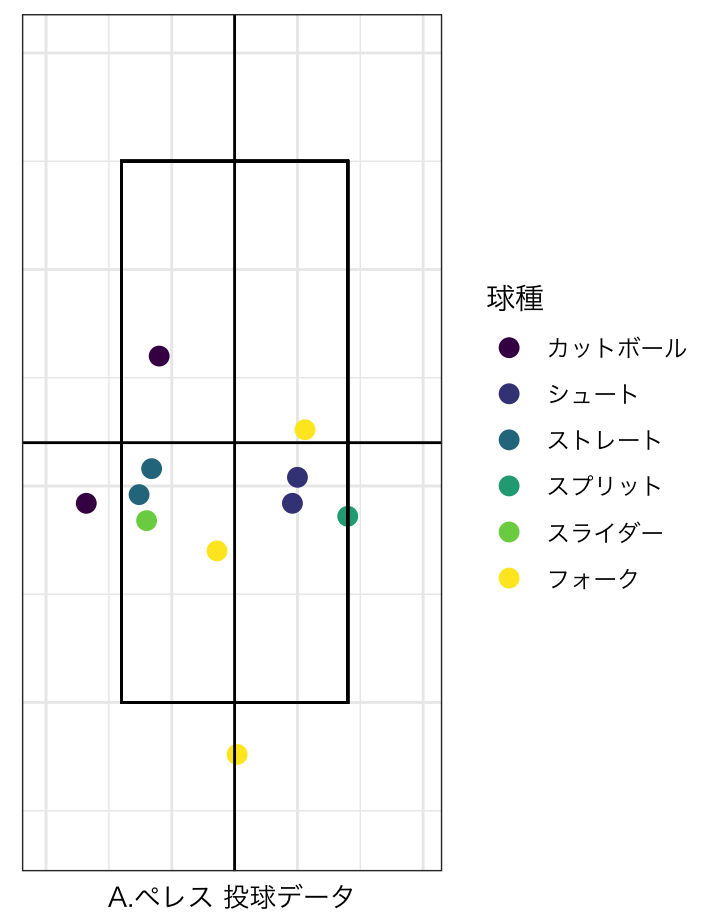 球種
カットボール
シュート
ストレート
スプリット
スライダー
フォーク
A.ペレス 投球データ